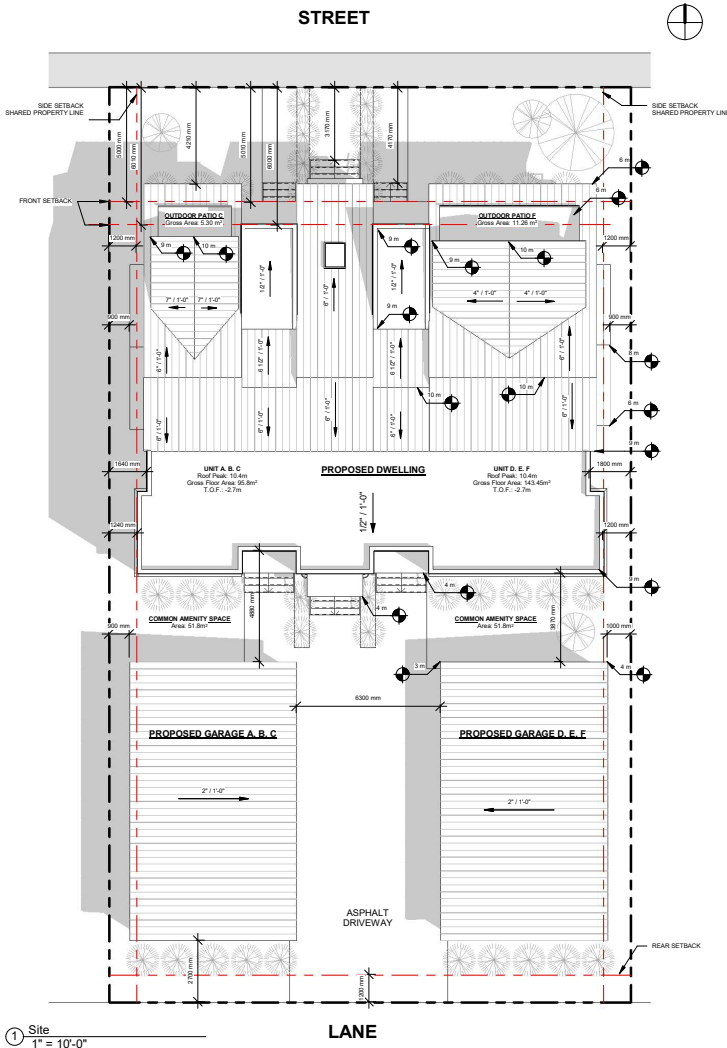 STREET
SIDE SETBACK
SHARED PROPERTY LINE
SIDE SETBACK
SHARED PROPERTY LINE
5000 mm
6010 mm
4210 mm
5010 mm
6000 mm
3170 mm
4170 mm
6 m
6 m
FRONT SETBACK
OUTDOOR PATIO C
Gross Area: 5.30 m²
OUTDOOR PATIO F
Gross Area: 11.26 m²
1200 mm
9 m
10 m
9 m
9 m
10 m
1200 mm
7" / 1'-0"
7" / 1'-0"
1/2" / 1'-0"
6" / 1'-0"
1/2" / 1'-0"
4" / 1'-0"
4" / 1'-0"
900 mm
9 m
900 mm
6" / 1'-0"
6 1/2" / 1'-0"
6 1/2" / 1'-0"
6" / 1'-0"
8 m
10 m
10 m
6" / 1'-0"
6" / 1'-0"
6" / 1'-0"
6" / 1'-0"
6" / 1'-0"
6 m
9 m
1640 mm
UNIT A. B. C
Roof Peak: 10.4m
Gross Floor Area: 95.8m²
T.O.F.: -2.7m
PROPOSED DWELLING
UNIT D. E. F
Roof Peak: 10.4m
Gross Floor Area: 143.45m²
T.O.F.: -2.7m
1800 mm
1/2" / 1'-0"
1240 mm
1200 mm
9 m
4 m
4880 mm
3870 mm
4 m
COMMON AMENITY SPACE
Area: 51.8m²
COMMON AMENITY SPACE
Area: 51.8m²
900 mm
1000 mm
3 m
4 m
6300 mm
PROPOSED GARAGE A, B, C
PROPOSED GARAGE D, E, F
2" / 1'-0"
2" / 1'-0"
ASPHALT
DRIVEWAY
REAR SETBACK
2700 mm
1200 mm
1
Site
1" = 10'-0"
LANE